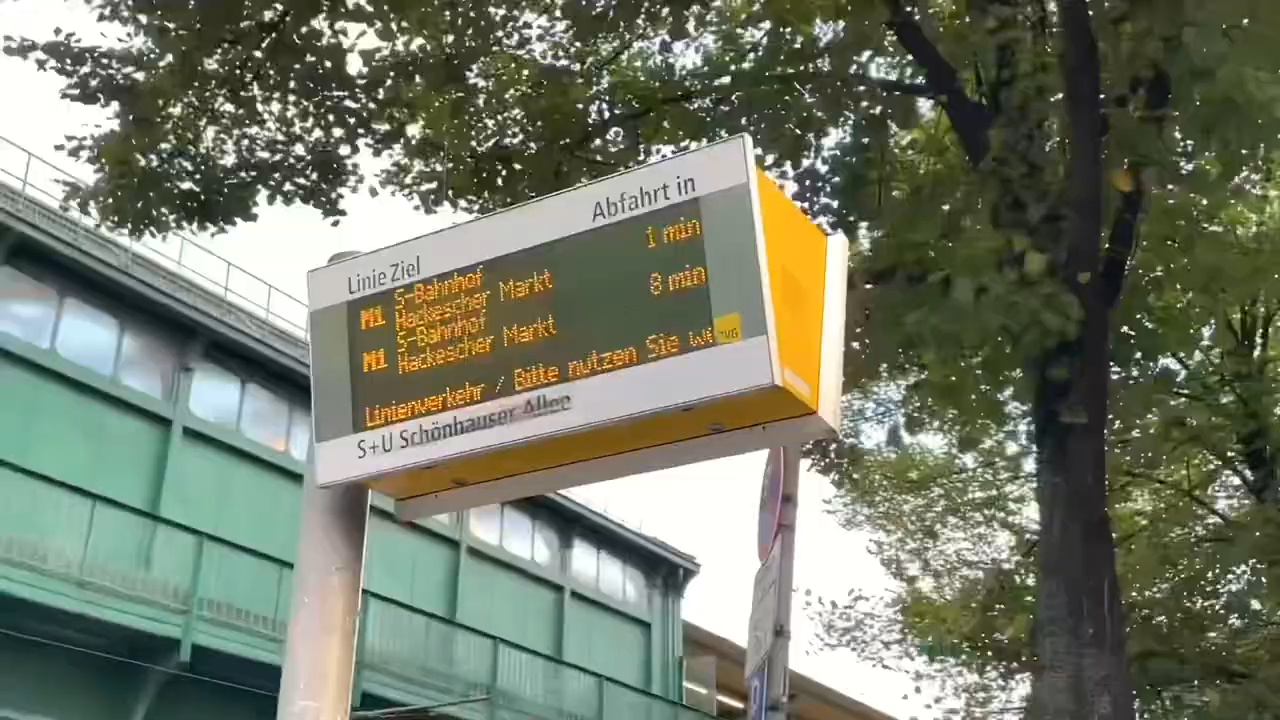 Linie Ziel Abfahrt in
M1 S-Bahnhof Hackescher Markt 1 min
M1 S-Bahnhof Hackescher Markt 8 min
Linienverkehr / Bitte nutzen Sie we
S+U Schönhauser Allee
BVG